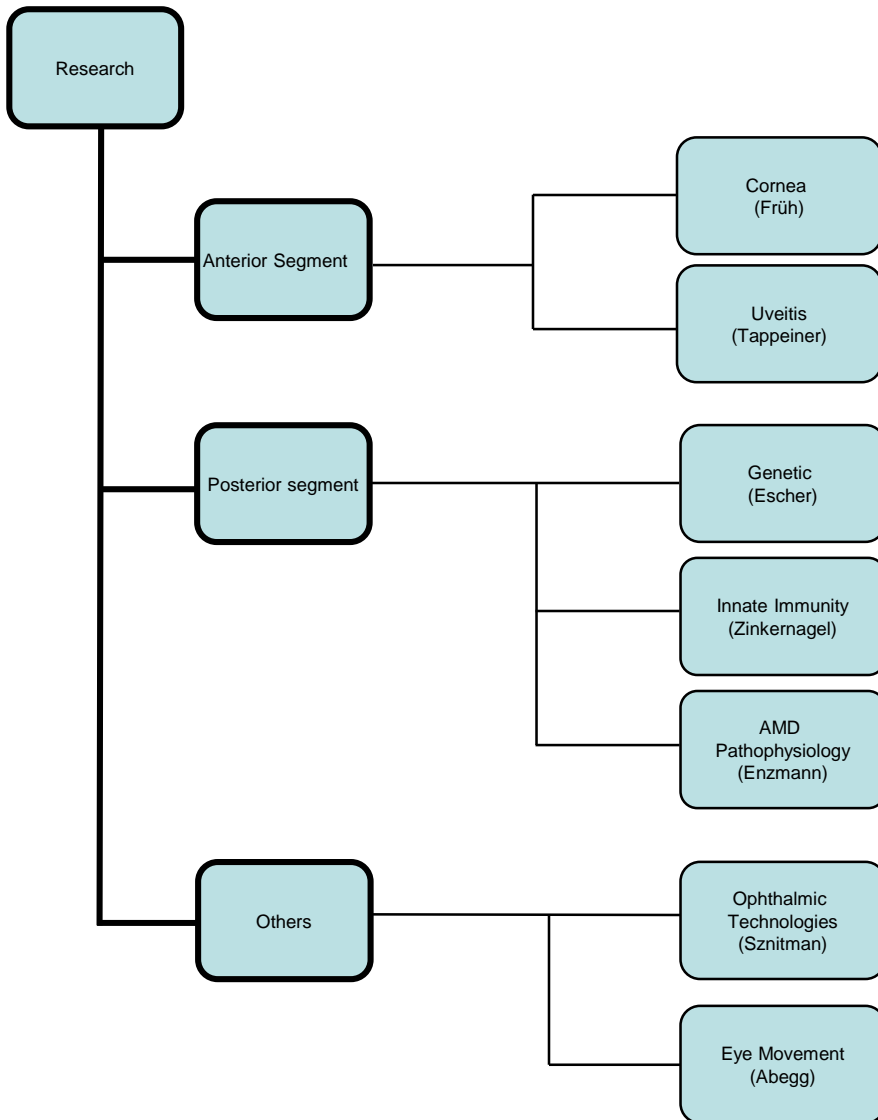 Research
Anterior Segment
Cornea
(Früh)
Uveitis
(Tappeiner)
Posterior segment
Genetic
(Escher)
Innate Immunity
(Zinkernagel)
AMD
Pathophysiology
(Enzmann)
Others
Ophthalmic
Technologies
(Sznitman)
Eye Movement
(Abegg)